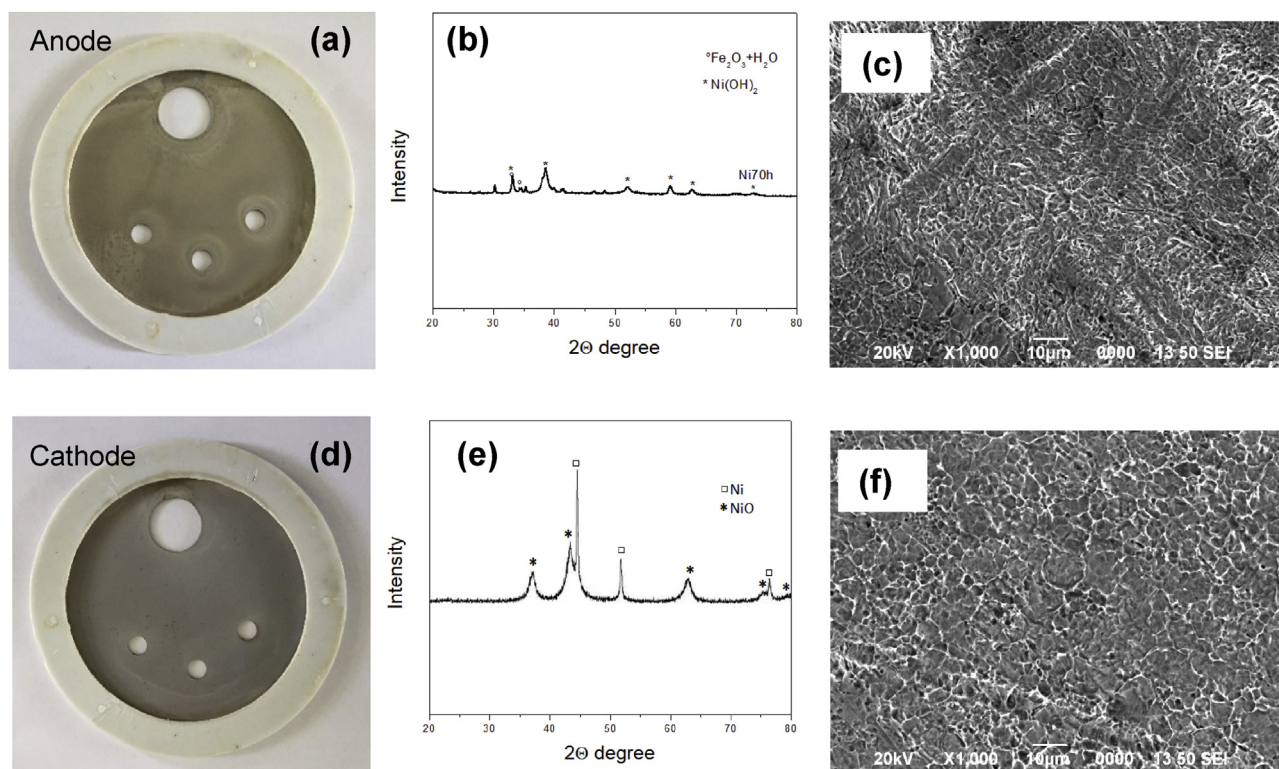 Anode
(a)
(b)
°Fe₂O₃+H₂O
* Ni(OH)₂
Ni70h
Intensity
* ° ° * * * * *
20 30 40 50 60 70 80
2Θ degree
(c)
20kV X1,000 10µm 0000 13 50 SEI
Cathode
(d)
(e)
□ Ni
* NiO
Intensity
* * □ □ * * □ *
20 30 40 50 60 70 80
2Θ degree
(f)
20kV X1,000 10µm 0000 13 50 SEI